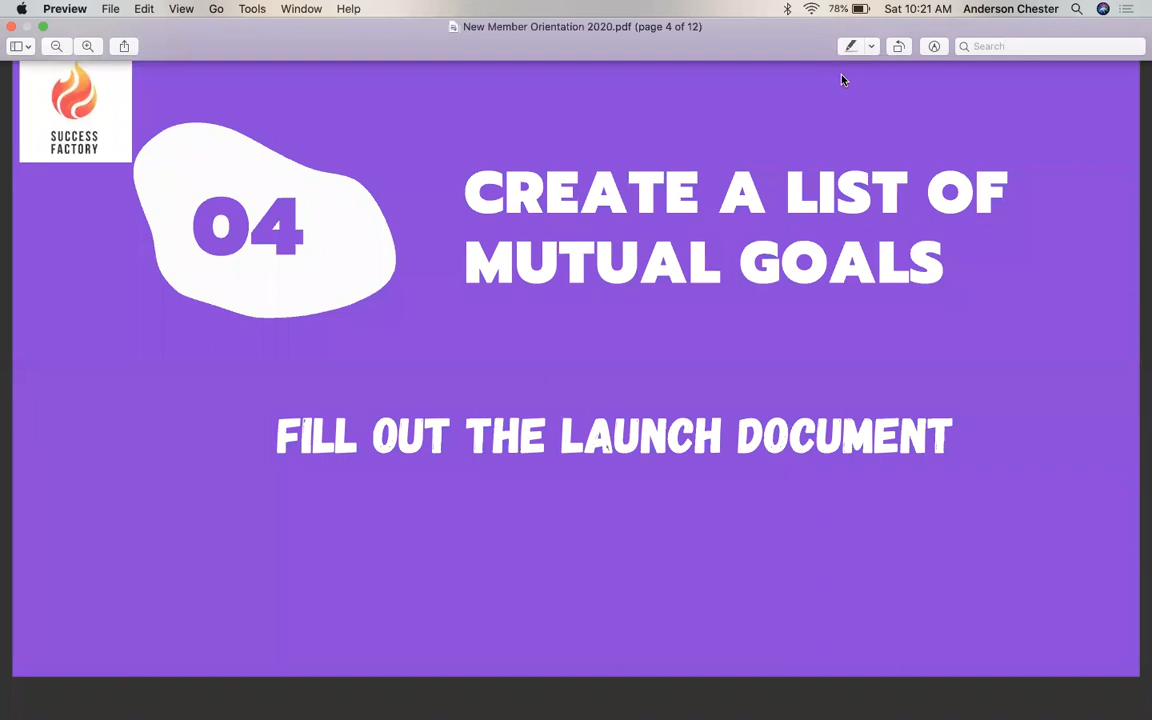 Preview File Edit View Go Tools Window Help 78% Sat 10:21 AM Anderson Chester
New Member Orientation 2020.pdf (page 4 of 12)
Search
SUCCESS
FACTORY
04
CREATE A LIST OF
MUTUAL GOALS
FILL OUT THE LAUNCH DOCUMENT